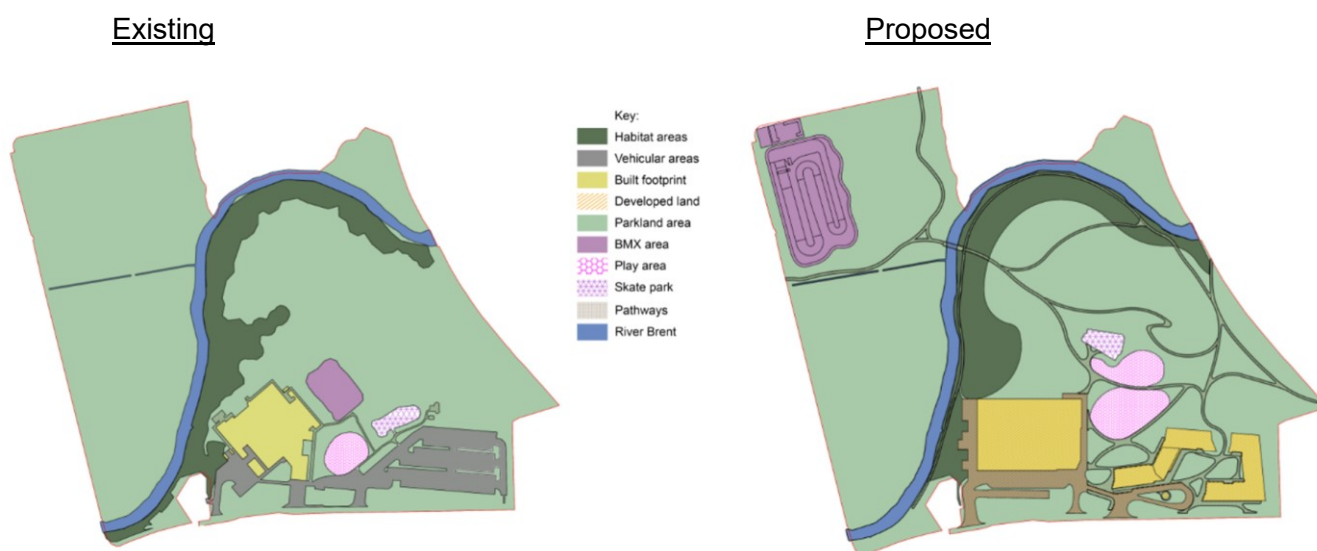 Existing
Proposed
Key:
Habitat areas
Vehicular areas
Built footprint
Developed land
Parkland area
BMX area
Play area
Skate park
Pathways
River Brent